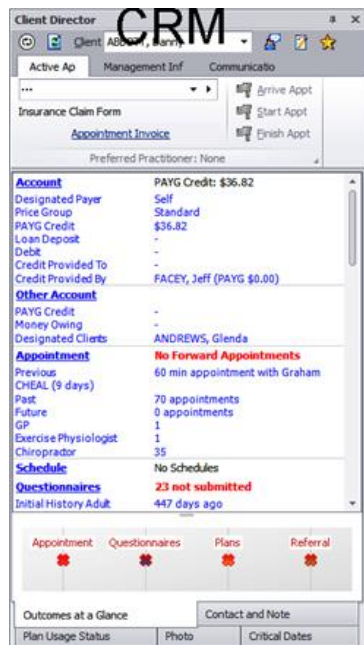 Client Director
CRM
Client ABBOTT, Danny
Active Ap Management Inf Communicatio
...
Arrive Appt
Insurance Claim Form
Start Appt
Appointment Invoice
Finish Appt
Preferred Practitioner: None
Account PAYG Credit: $36.82
Designated Payer Self
Price Group Standard
PAYG Credit $36.82
Loan Deposit -
Debit -
Credit Provided To -
Credit Provided By FACEY, Jeff (PAYG $0.00)
Other Account
PAYG Credit -
Money Owing -
Designated Clients ANDREWS, Glenda
Appointment No Forward Appointments
Previous 60 min appointment with Graham
CHEAL (9 days)
Past 70 appointments
Future 0 appointments
GP 1
Exercise Physiologist 1
Chiropractor 35
Schedule No Schedules
Questionnaires 23 not submitted
Initial History Adult 447 days ago
Appointment Questionnaires Plans Referral
Outcomes at a Glance Contact and Note
Plan Usage Status Photo Critical Dates